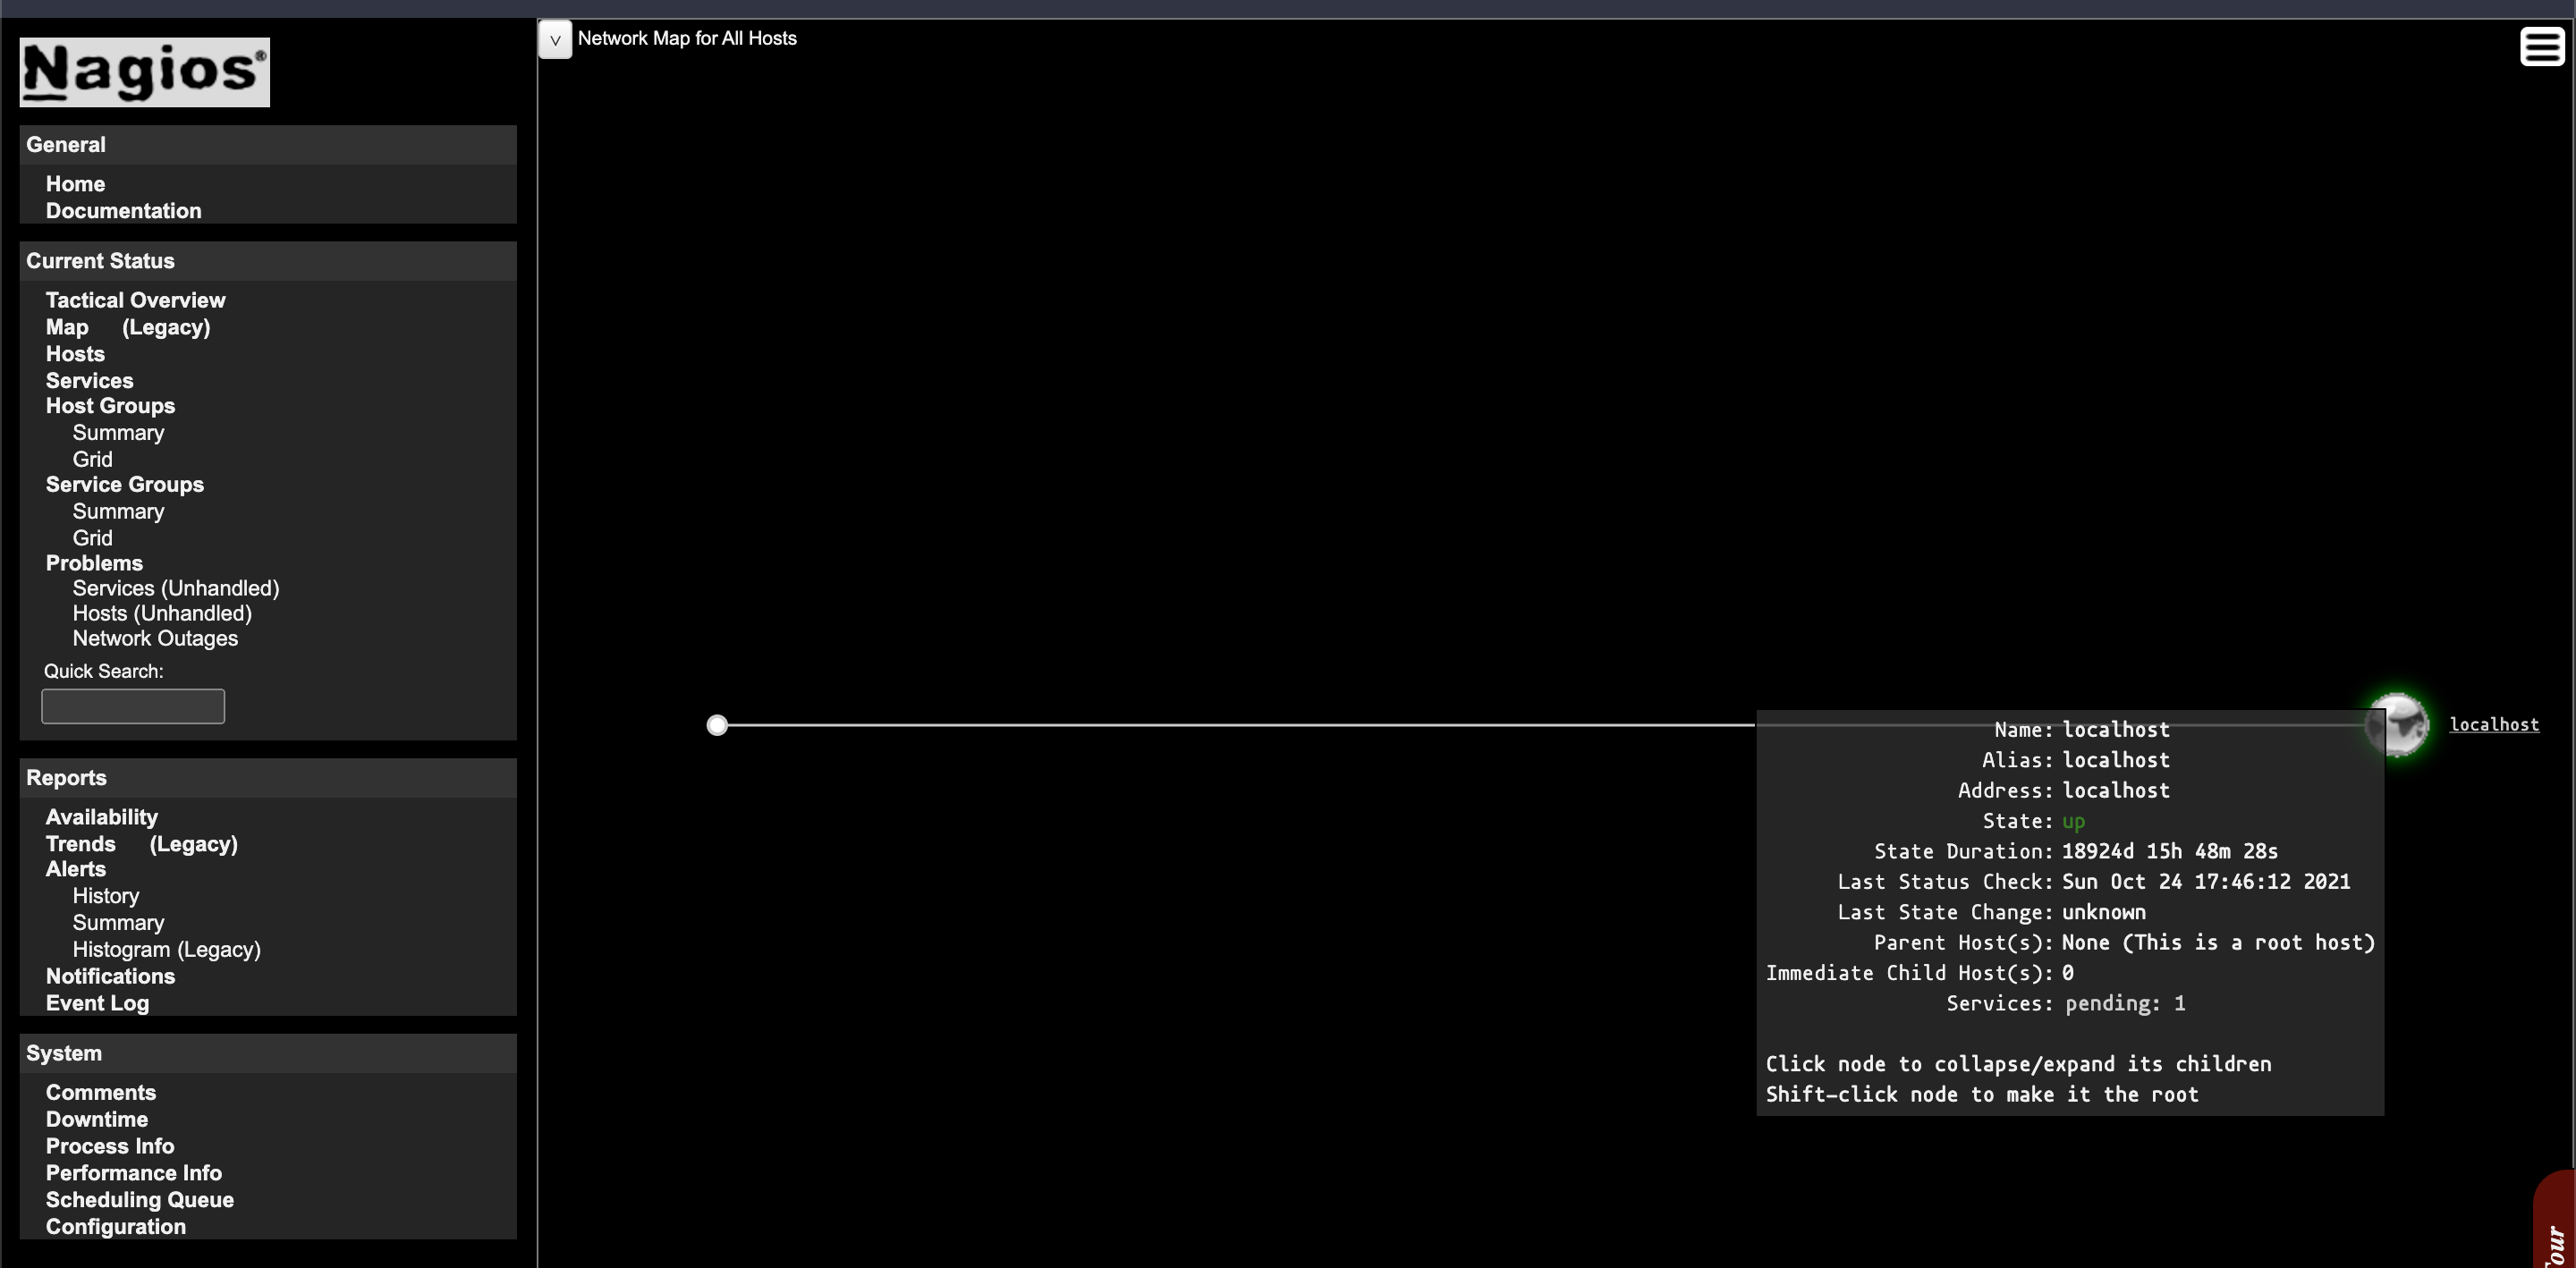 Nagios®
General
Home
Documentation
Current Status
Tactical Overview
Map (Legacy)
Hosts
Services
Host Groups
Summary
Grid
Service Groups
Summary
Grid
Problems
Services (Unhandled)
Hosts (Unhandled)
Network Outages
Quick Search:
Reports
Availability
Trends (Legacy)
Alerts
History
Summary
Histogram (Legacy)
Notifications
Event Log
System
Comments
Downtime
Process Info
Performance Info
Scheduling Queue
Configuration
v Network Map for All Hosts
localhost
Name: localhost
Alias: localhost
Address: localhost
State: up
State Duration: 18924d 15h 48m 28s
Last Status Check: Sun Oct 24 17:46:12 2021
Last State Change: unknown
Parent Host(s): None (This is a root host)
Immediate Child Host(s): 0
Services: pending: 1
Click node to collapse/expand its children
Shift-click node to make it the root